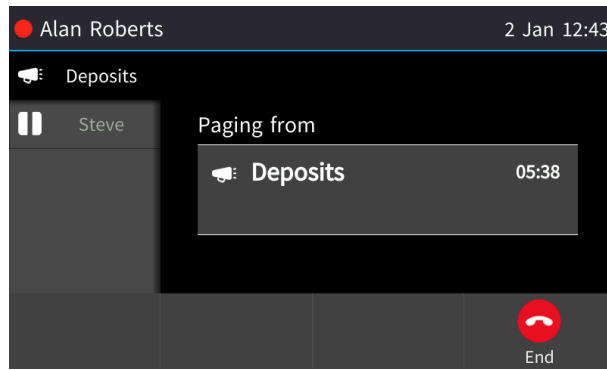 Alan Roberts 2 Jan 12:43
Deposits
Steve
Paging from
Deposits 05:38
End